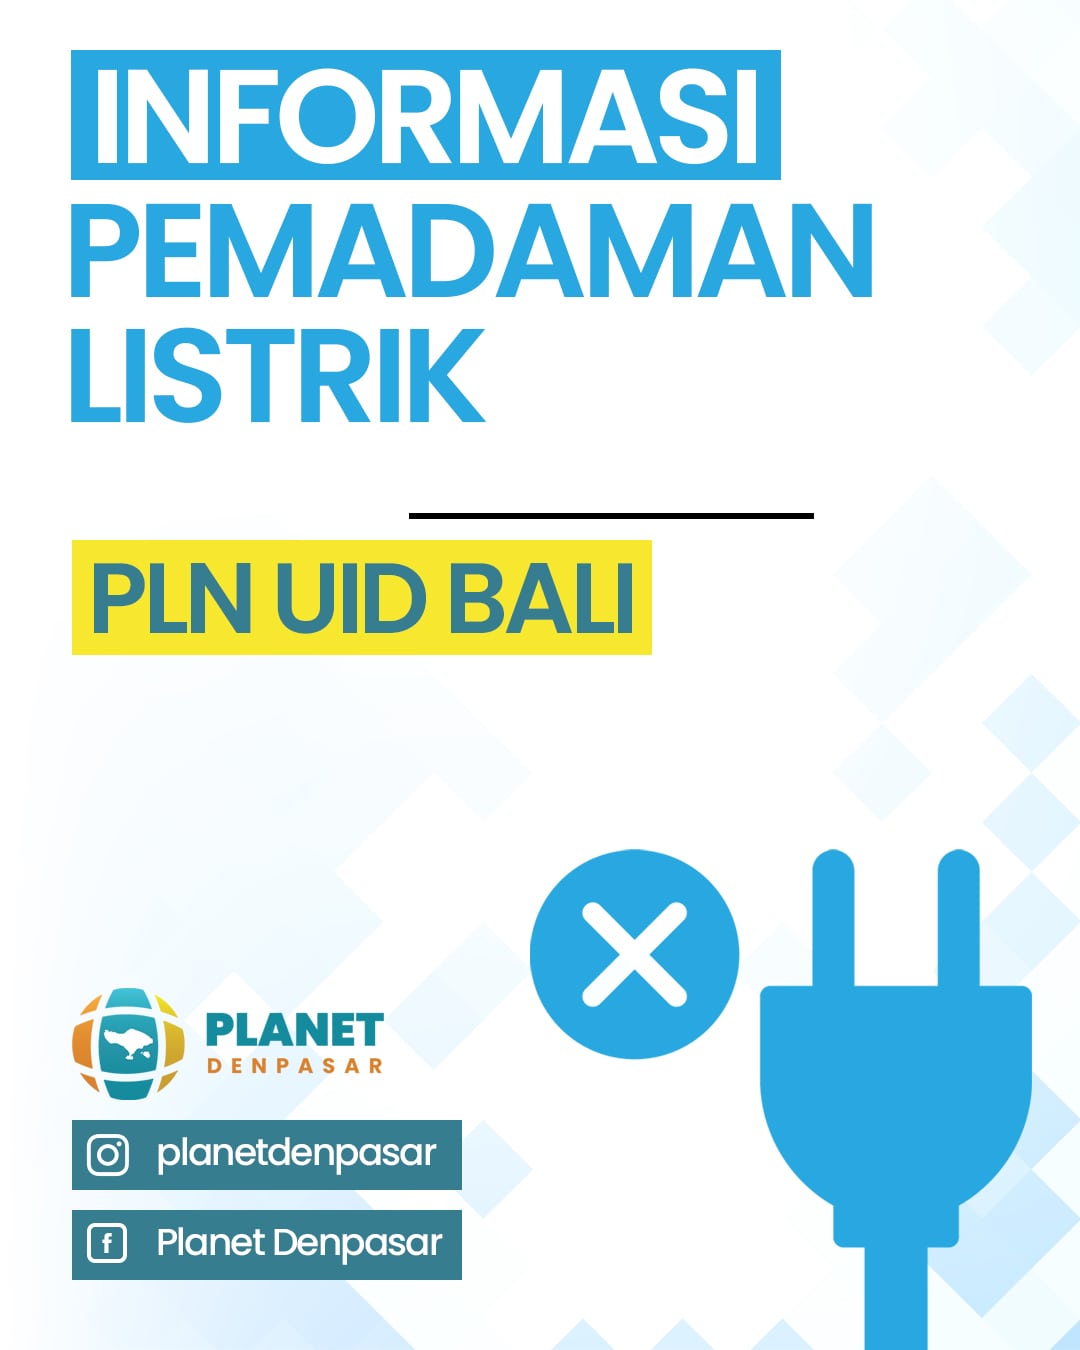 INFORMASI
PEMADAMAN
LISTRIK
PLN UID BALI
PLANET
DENPASAR
planetdenpasar
Planet Denpasar